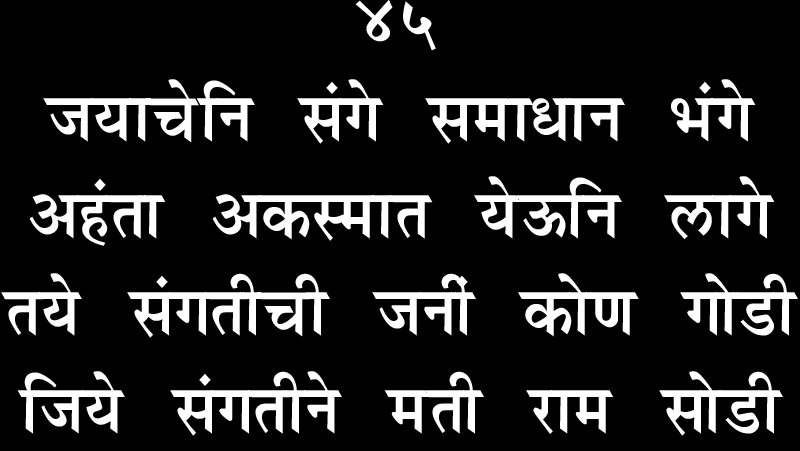 ४५
जयाचेनि संगे समाधान भंगे
अहंता अकस्मात येऊनि लागे
तये संगतीची जनीं कोण गोडी
जिये संगतीने मती राम सोडी